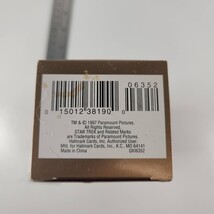 06352
0 15012 38190 0
TM & © 1997 Paramount Pictures
All Rights Reserved.
STAR TREK and Related Marks
are Trademarks of Paramount Pictures.
Hallmark Cards, Inc. Authorized User
Mfd. for Hallmark Cards, Inc., K.C., MO 64141
Made in China QXI6352